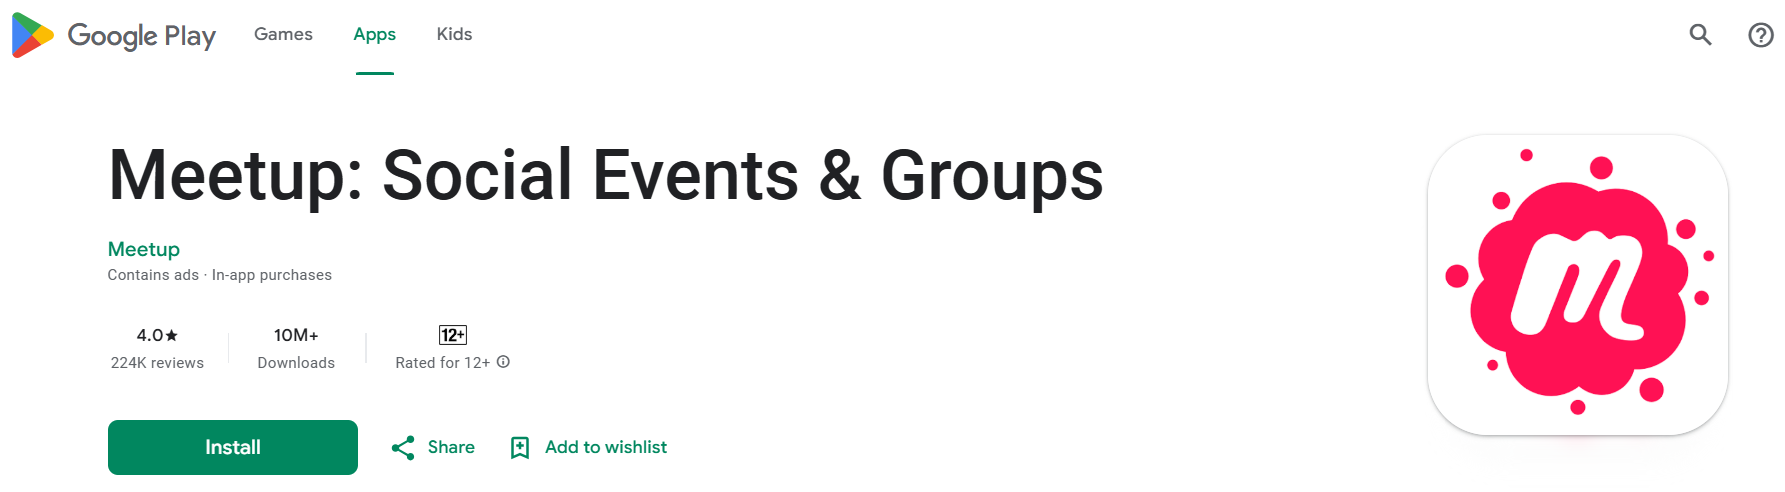 Google Play Games Apps Kids
Meetup: Social Events & Groups
Meetup
Contains ads · In-app purchases
4.0★ 10M+ 12+
224K reviews Downloads Rated for 12+
Install Share Add to wishlist
m